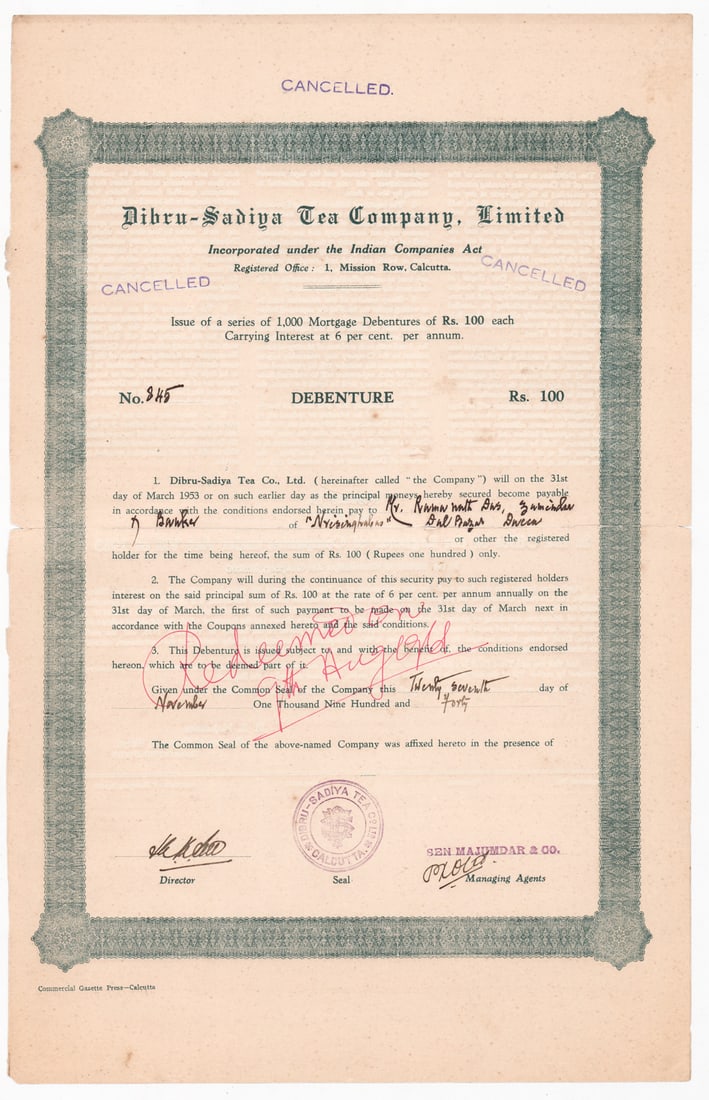 CANCELLED.
Dibru-Sadiya Tea Company, Limited
Incorporated under the Indian Companies Act
Registered Office: 1, Mission Row, Calcutta.
CANCELLED
CANCELLED
Issue of a series of 1,000 Mortgage Debentures of Rs. 100 each
Carrying Interest at 6 per cent. per annum.
No. 845 DEBENTURE Rs. 100
1. Dibru-Sadiya Tea Co., Ltd. (hereinafter called "the Company") will on the 31st
day of March 1953 or on such earlier day as the principal moneys hereby secured become payable
in accordance with the conditions endorsed herein pay to Mr. Rama nath Das, Zamindar
& Banker of Dal Bazar Dacca
or other the registered
holder for the time being hereof, the sum of Rs. 100 (Rupees one hundred) only.
2. The Company will during the continuance of this security pay to such registered holders
interest on the said principal sum of Rs. 100 at the rate of 6 per cent. per annum annually on the
31st day of March, the first of such payment to be made on the 31st day of March next in
accordance with the Coupons annexed hereto and the said conditions.
3. This Debenture is issued subject to and with the benefit of, the conditions endorsed
hereon, which are to be deemed part of it.
Redeemed on
9th Aug
Given under the Common Seal of the Company this Twenty Seventh day of
November One Thousand Nine Hundred and Forty
The Common Seal of the above-named Company was affixed hereto in the presence of
DIBRU-SADIYA TEA CO LTD
CALCUTTA
SEN MAJUMDAR & CO.
Director Seal Managing Agents
Commercial Gazette Press—Calcutta